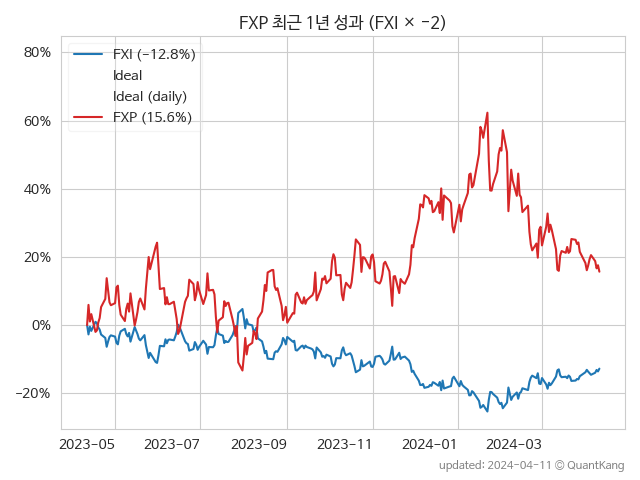 FXP 최근 1년 성과 (FXI × −2)
80%
60%
40%
20%
0%
−20%
FXI (−12.8%)
Ideal
Ideal (daily)
FXP (15.6%)
2023−05 2023−07 2023−09 2023−11 2024−01 2024−03
updated: 2024−04−11 © QuantKang